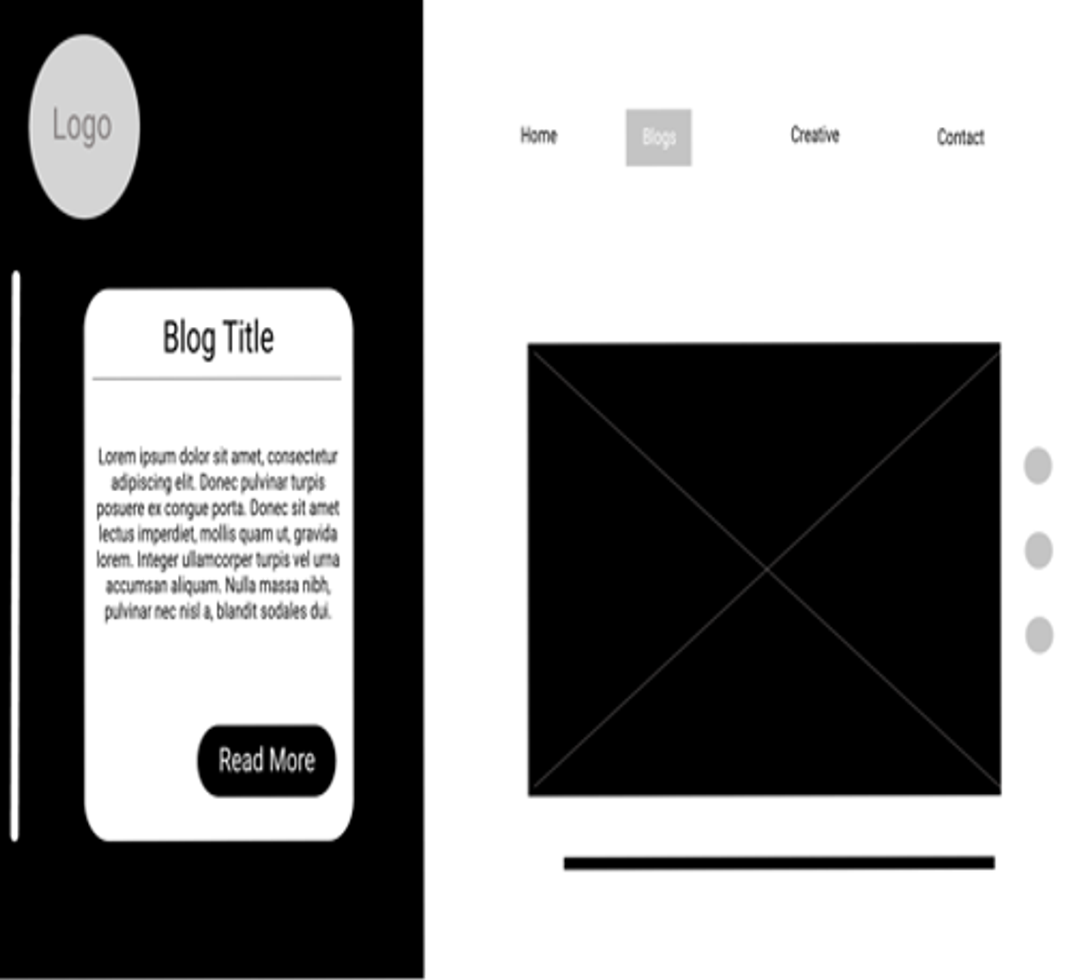 Logo
Home
Blogs
Creative
Contact
Blog Title
Lorem ipsum dolor sit amet, consectetur
adipiscing elit. Donec pulvinar turpis
posuere ex congue porta. Donec sit amet
lectus imperdiet, mollis quam ut, gravida
lorem. Integer ullamcorper turpis vel urna
accumsan aliquam. Nulla massa nibh,
pulvinar nec nisl a, blandit sodales dui.
Read More